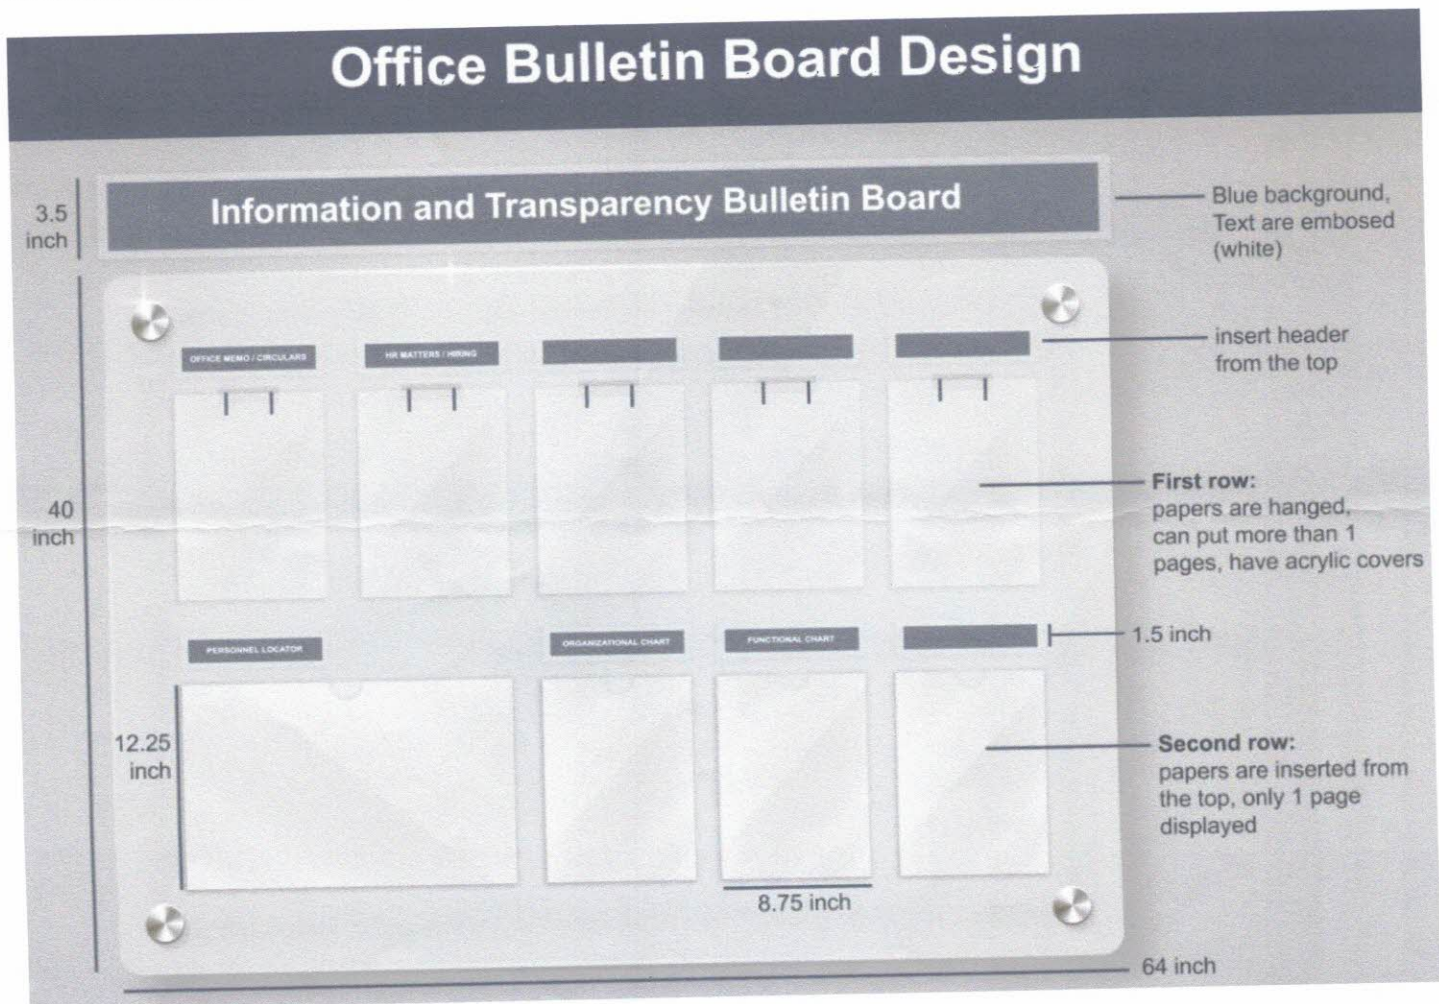 Office Bulletin Board Design
3.5
inch
Information and Transparency Bulletin Board
Blue background,
Text are embosed
(white)
OFFICE MEMO / CIRCULARS
HR MATTERS / HIRING
insert header
from the top
40
inch
First row:
papers are hanged,
can put more than 1
pages, have acrylic covers
PERSONNEL LOCATOR
ORGANIZATIONAL CHART
FUNCTIONAL CHART
1.5 inch
12.25
inch
Second row:
papers are inserted from
the top, only 1 page
displayed
8.75 inch
64 inch